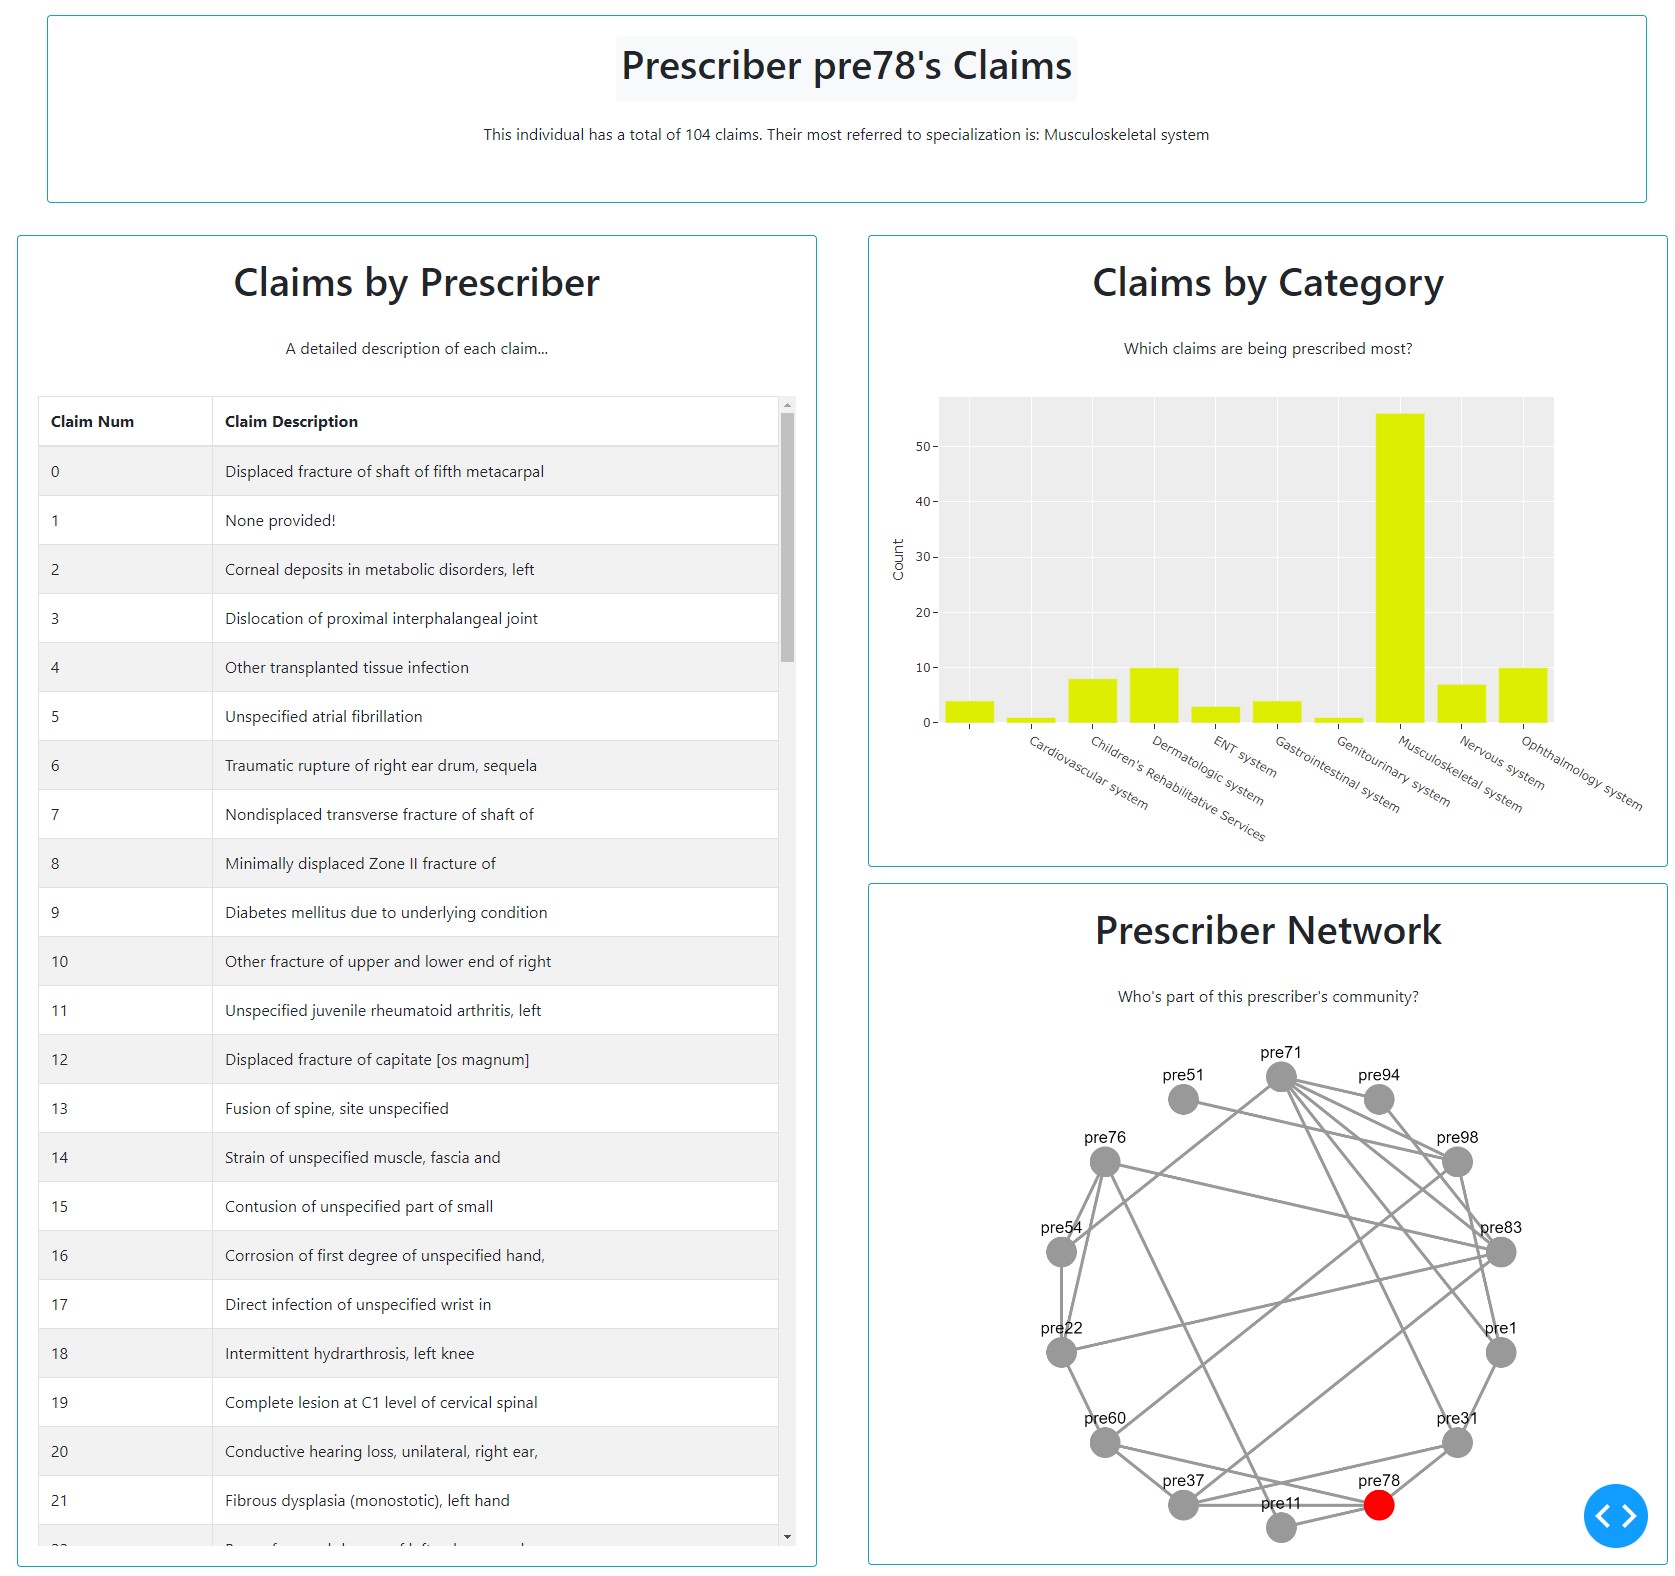 Prescriber pre78's Claims
This individual has a total of 104 claims. Their most referred to specialization is: Musculoskeletal system
Claims by Prescriber
A detailed description of each claim...
Claim Num Claim Description
0 Displaced fracture of shaft of fifth metacarpal
1 None provided!
2 Corneal deposits in metabolic disorders, left
3 Dislocation of proximal interphalangeal joint
4 Other transplanted tissue infection
5 Unspecified atrial fibrillation
6 Traumatic rupture of right ear drum, sequela
7 Nondisplaced transverse fracture of shaft of
8 Minimally displaced Zone II fracture of
9 Diabetes mellitus due to underlying condition
10 Other fracture of upper and lower end of right
11 Unspecified juvenile rheumatoid arthritis, left
12 Displaced fracture of capitate [os magnum]
13 Fusion of spine, site unspecified
14 Strain of unspecified muscle, fascia and
15 Contusion of unspecified part of small
16 Corrosion of first degree of unspecified hand,
17 Direct infection of unspecified wrist in
18 Intermittent hydrarthrosis, left knee
19 Complete lesion at C1 level of cervical spinal
20 Conductive hearing loss, unilateral, right ear,
21 Fibrous dysplasia (monostotic), left hand
Claims by Category
Which claims are being prescribed most?
Count
50
40
30
20
10
0
Cardiovascular system
Children's Rehabilitative Services
Dermatologic system
ENT system
Gastrointestinal system
Genitourinary system
Musculoskeletal system
Nervous system
Ophthalmology system
Prescriber Network
Who's part of this prescriber's community?
pre71
pre51
pre94
pre76
pre98
pre54
pre83
pre22
pre1
pre60
pre31
pre37
pre78
pre11